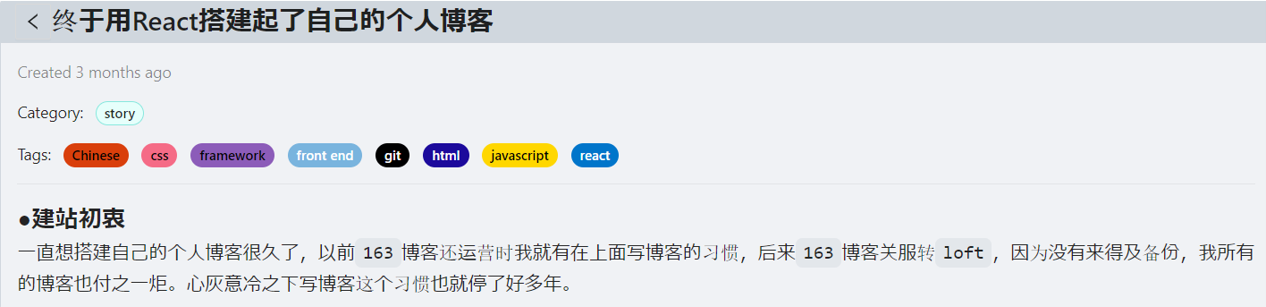 终于用React搭建起了自己的个人博客
Created 3 months ago
Category: story
Tags: Chinese css framework front end git html javascript react
●建站初衷
一直想搭建自己的个人博客很久了，以前 163 博客还运营时我就有在上面写博客的习惯，后来 163 博客关服转 loft ，因为没有来得及备份，我所有
的博客也付之一炬。心灰意冷之下写博客这个习惯也就停了好多年。